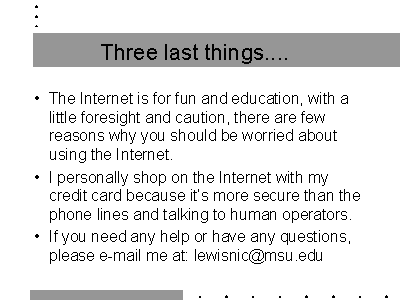 Three last things....
• The Internet is for fun and education, with a
little foresight and caution, there are few
reasons why you should be worried about
using the Internet.
• I personally shop on the Internet with my
credit card because it's more secure than the
phone lines and talking to human operators.
• If you need any help or have any questions,
please e-mail me at: lewisnic@msu.edu